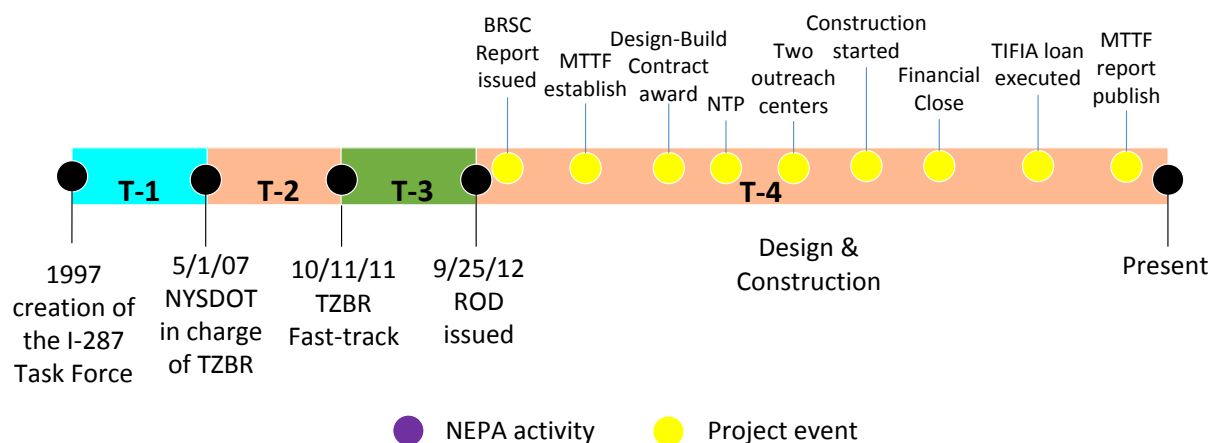 BRSC
Report
issued
MTTF
establish
Design-Build
Contract
award
NTP
Two
outreach
centers
Construction
started
Financial
Close
TIFIA loan
executed
MTTF
report
publish
T-1
T-2
T-3
T-4
1997
creation of
the I-287
Task Force
5/1/07
NYSDOT
in charge
of TZBR
10/11/11
TZBR
Fast-track
9/25/12
ROD
issued
Design &
Construction
Present
NEPA activity
Project event